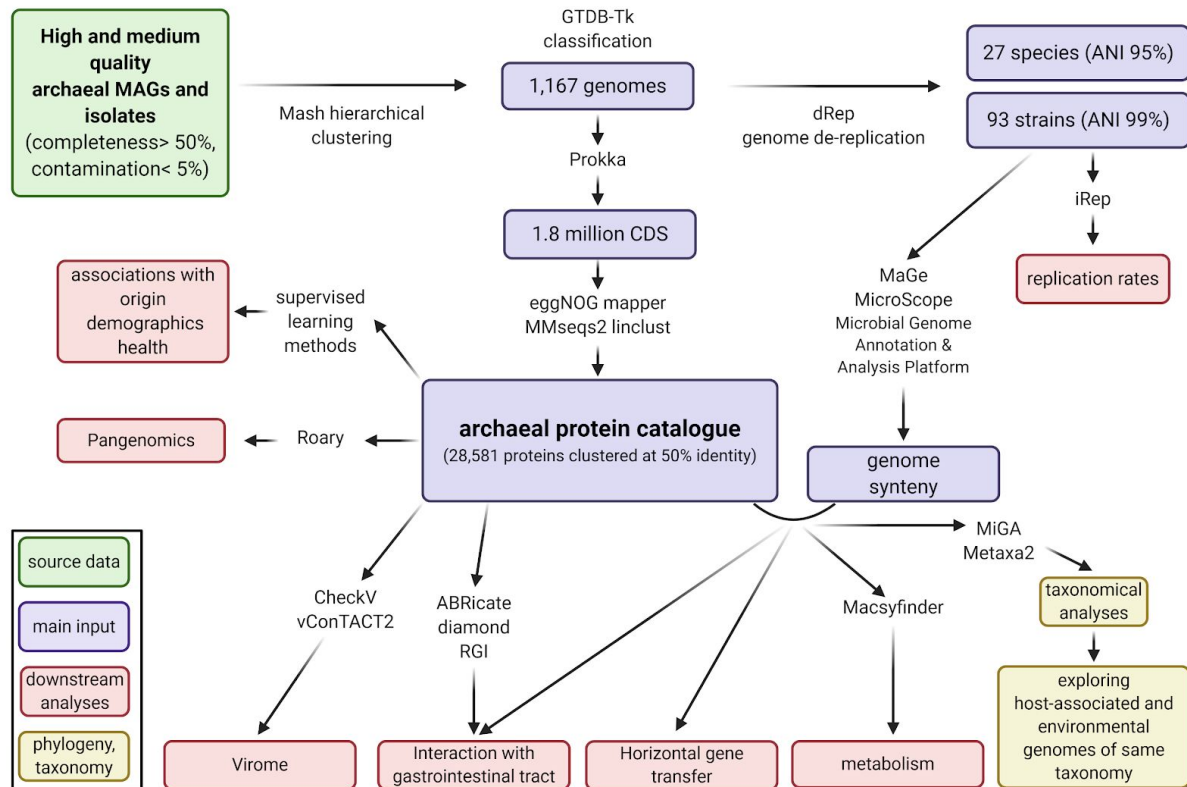 High and medium
quality
archaeal MAGs and
isolates
(completeness> 50%,
contamination< 5%)
Mash hierarchical
clustering
GTDB-Tk
classification
1,167 genomes
dRep
genome de-replication
27 species (ANI 95%)
93 strains (ANI 99%)
Prokka
1.8 million CDS
eggNOG mapper
MMseqs2 linclust
iRep
replication rates
MaGe
MicroScope
Microbial Genome
Annotation &
Analysis Platform
genome
synteny
associations with
origin
demographics
health
supervised
learning
methods
Pangenomics
Roary
archaeal protein catalogue
(28,581 proteins clustered at 50% identity)
source data
main input
downstream
analyses
phylogeny,
taxonomy
CheckV
vConTACT2
ABRicate
diamond
RGI
Macsyfinder
MiGA
Metaxa2
taxonomical
analyses
Virome
Interaction with
gastrointestinal tract
Horizontal gene
transfer
metabolism
exploring
host-associated and
environmental
genomes of same
taxonomy